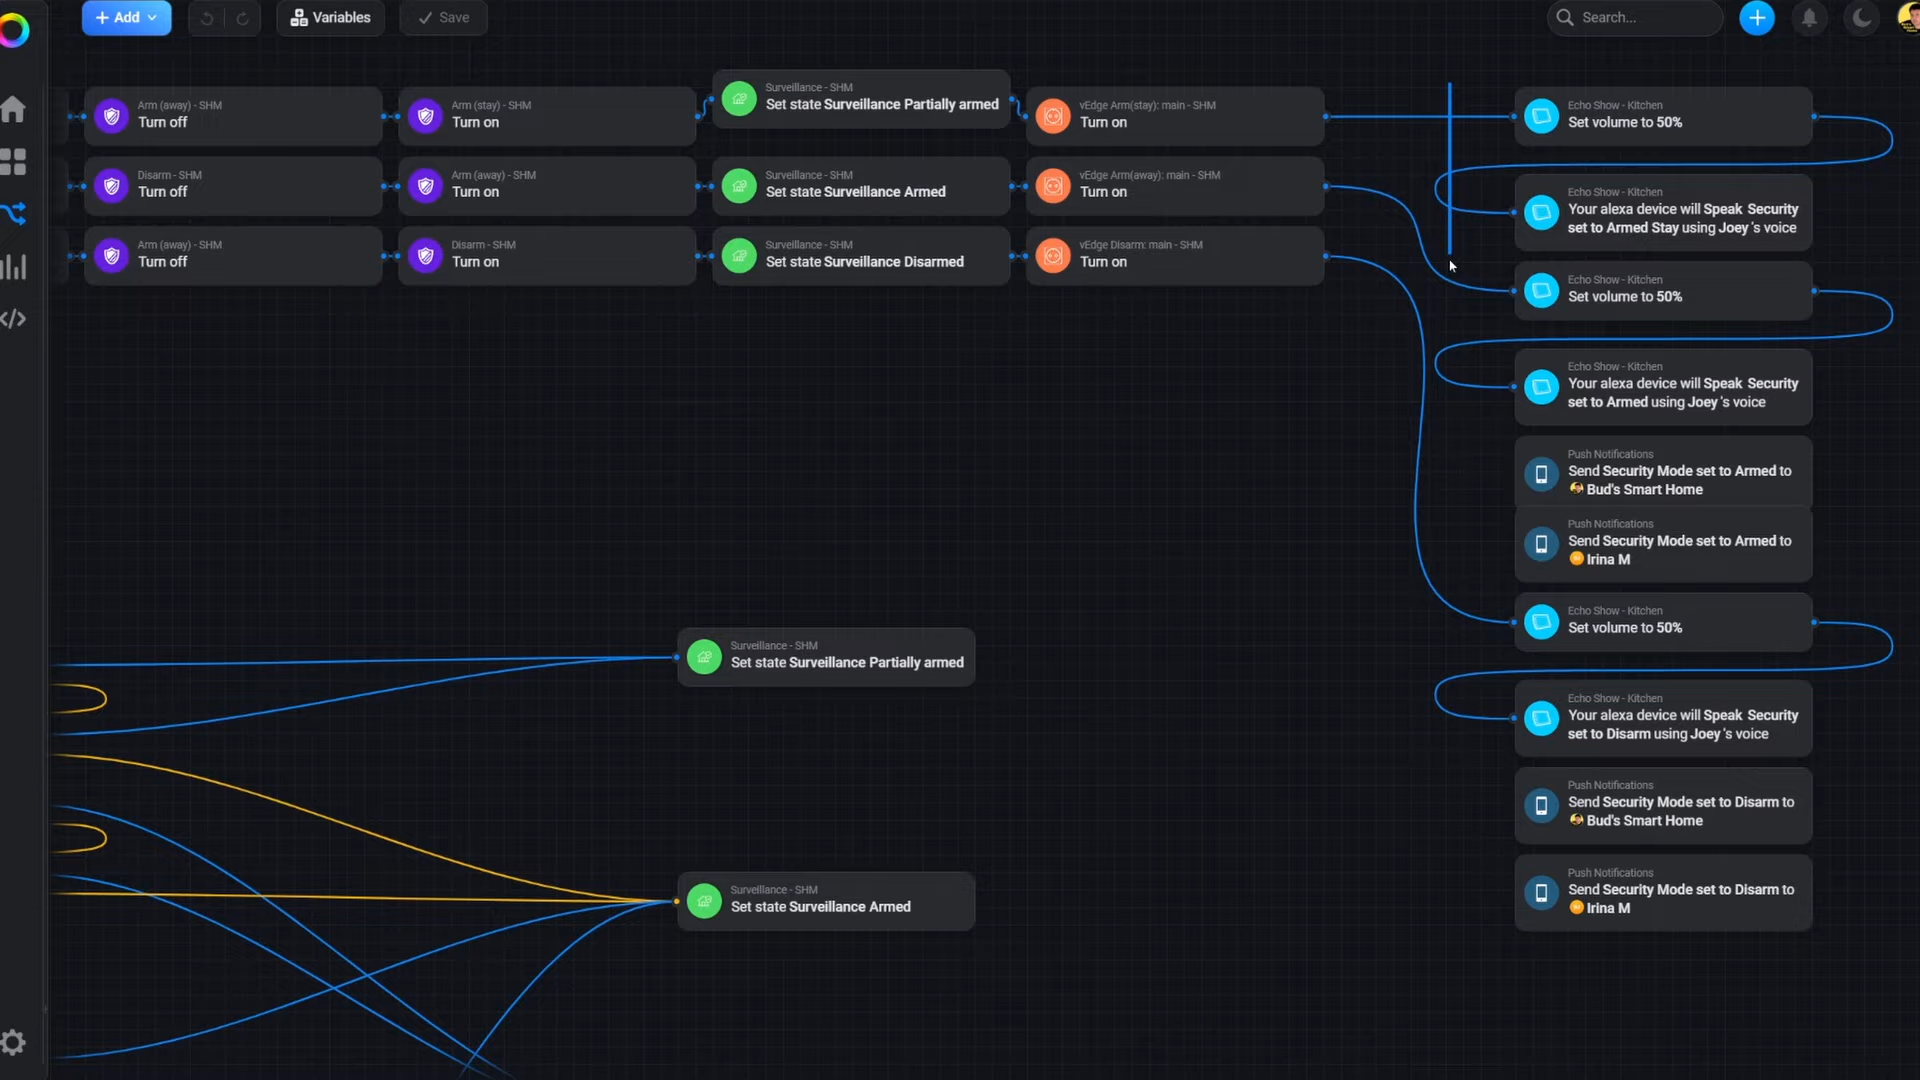 + Add
Variables
Save
Search...
Arm (away) - SHM
Turn off
Arm (stay) - SHM
Turn on
Surveillance - SHM
Set state Surveillance Partially armed
vEdge Arm(stay): main - SHM
Turn on
Echo Show - Kitchen
Set volume to 50%
Disarm - SHM
Turn off
Arm (away) - SHM
Turn on
Surveillance - SHM
Set state Surveillance Armed
vEdge Arm(away): main - SHM
Turn on
Echo Show - Kitchen
Your alexa device will Speak Security
set to Armed Stay using Joey 's voice
Arm (away) - SHM
Turn off
Disarm - SHM
Turn on
Surveillance - SHM
Set state Surveillance Disarmed
vEdge Disarm: main - SHM
Turn on
Echo Show - Kitchen
Set volume to 50%
Echo Show - Kitchen
Your alexa device will Speak Security
set to Armed using Joey 's voice
Push Notifications
Send Security Mode set to Armed to
Bud's Smart Home
Push Notifications
Send Security Mode set to Armed to
Irina M
Echo Show - Kitchen
Set volume to 50%
Surveillance - SHM
Set state Surveillance Partially armed
Echo Show - Kitchen
Your alexa device will Speak Security
set to Disarm using Joey 's voice
Push Notifications
Send Security Mode set to Disarm to
Bud's Smart Home
Surveillance - SHM
Set state Surveillance Armed
Push Notifications
Send Security Mode set to Disarm to
Irina M